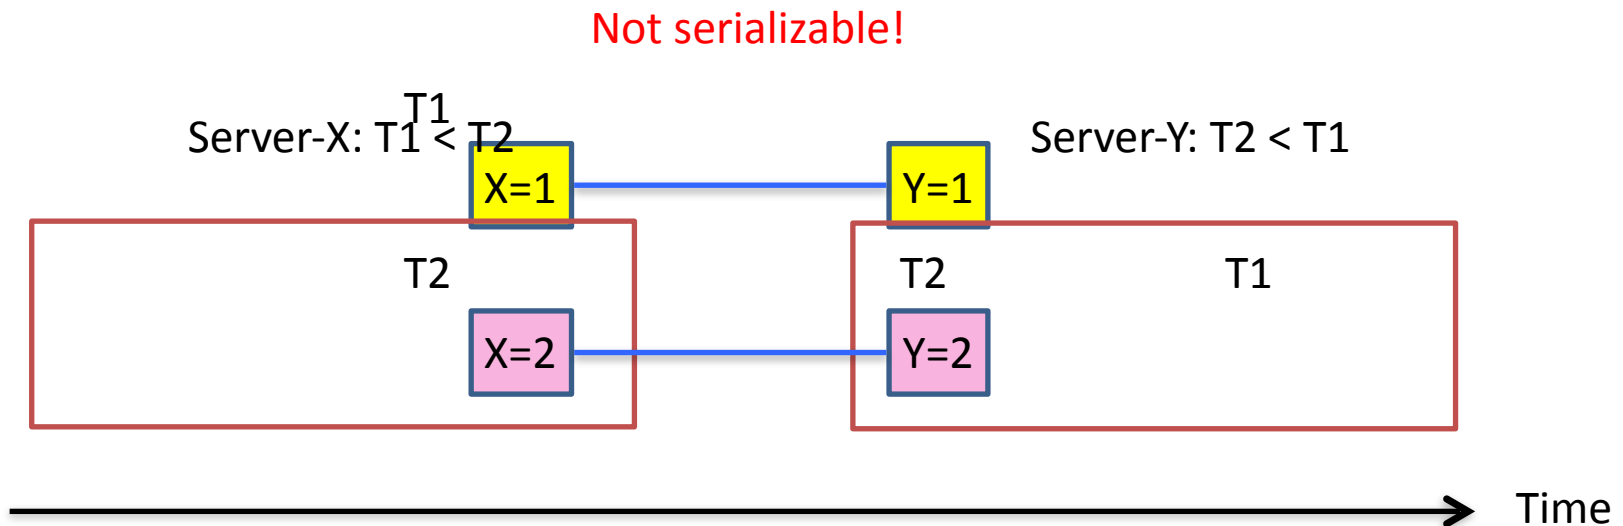 Not serializable!
T1
Server-X: T1 < T2
Server-Y: T2 < T1
X=1
Y=1
T2
T2
T1
X=2
Y=2
Time